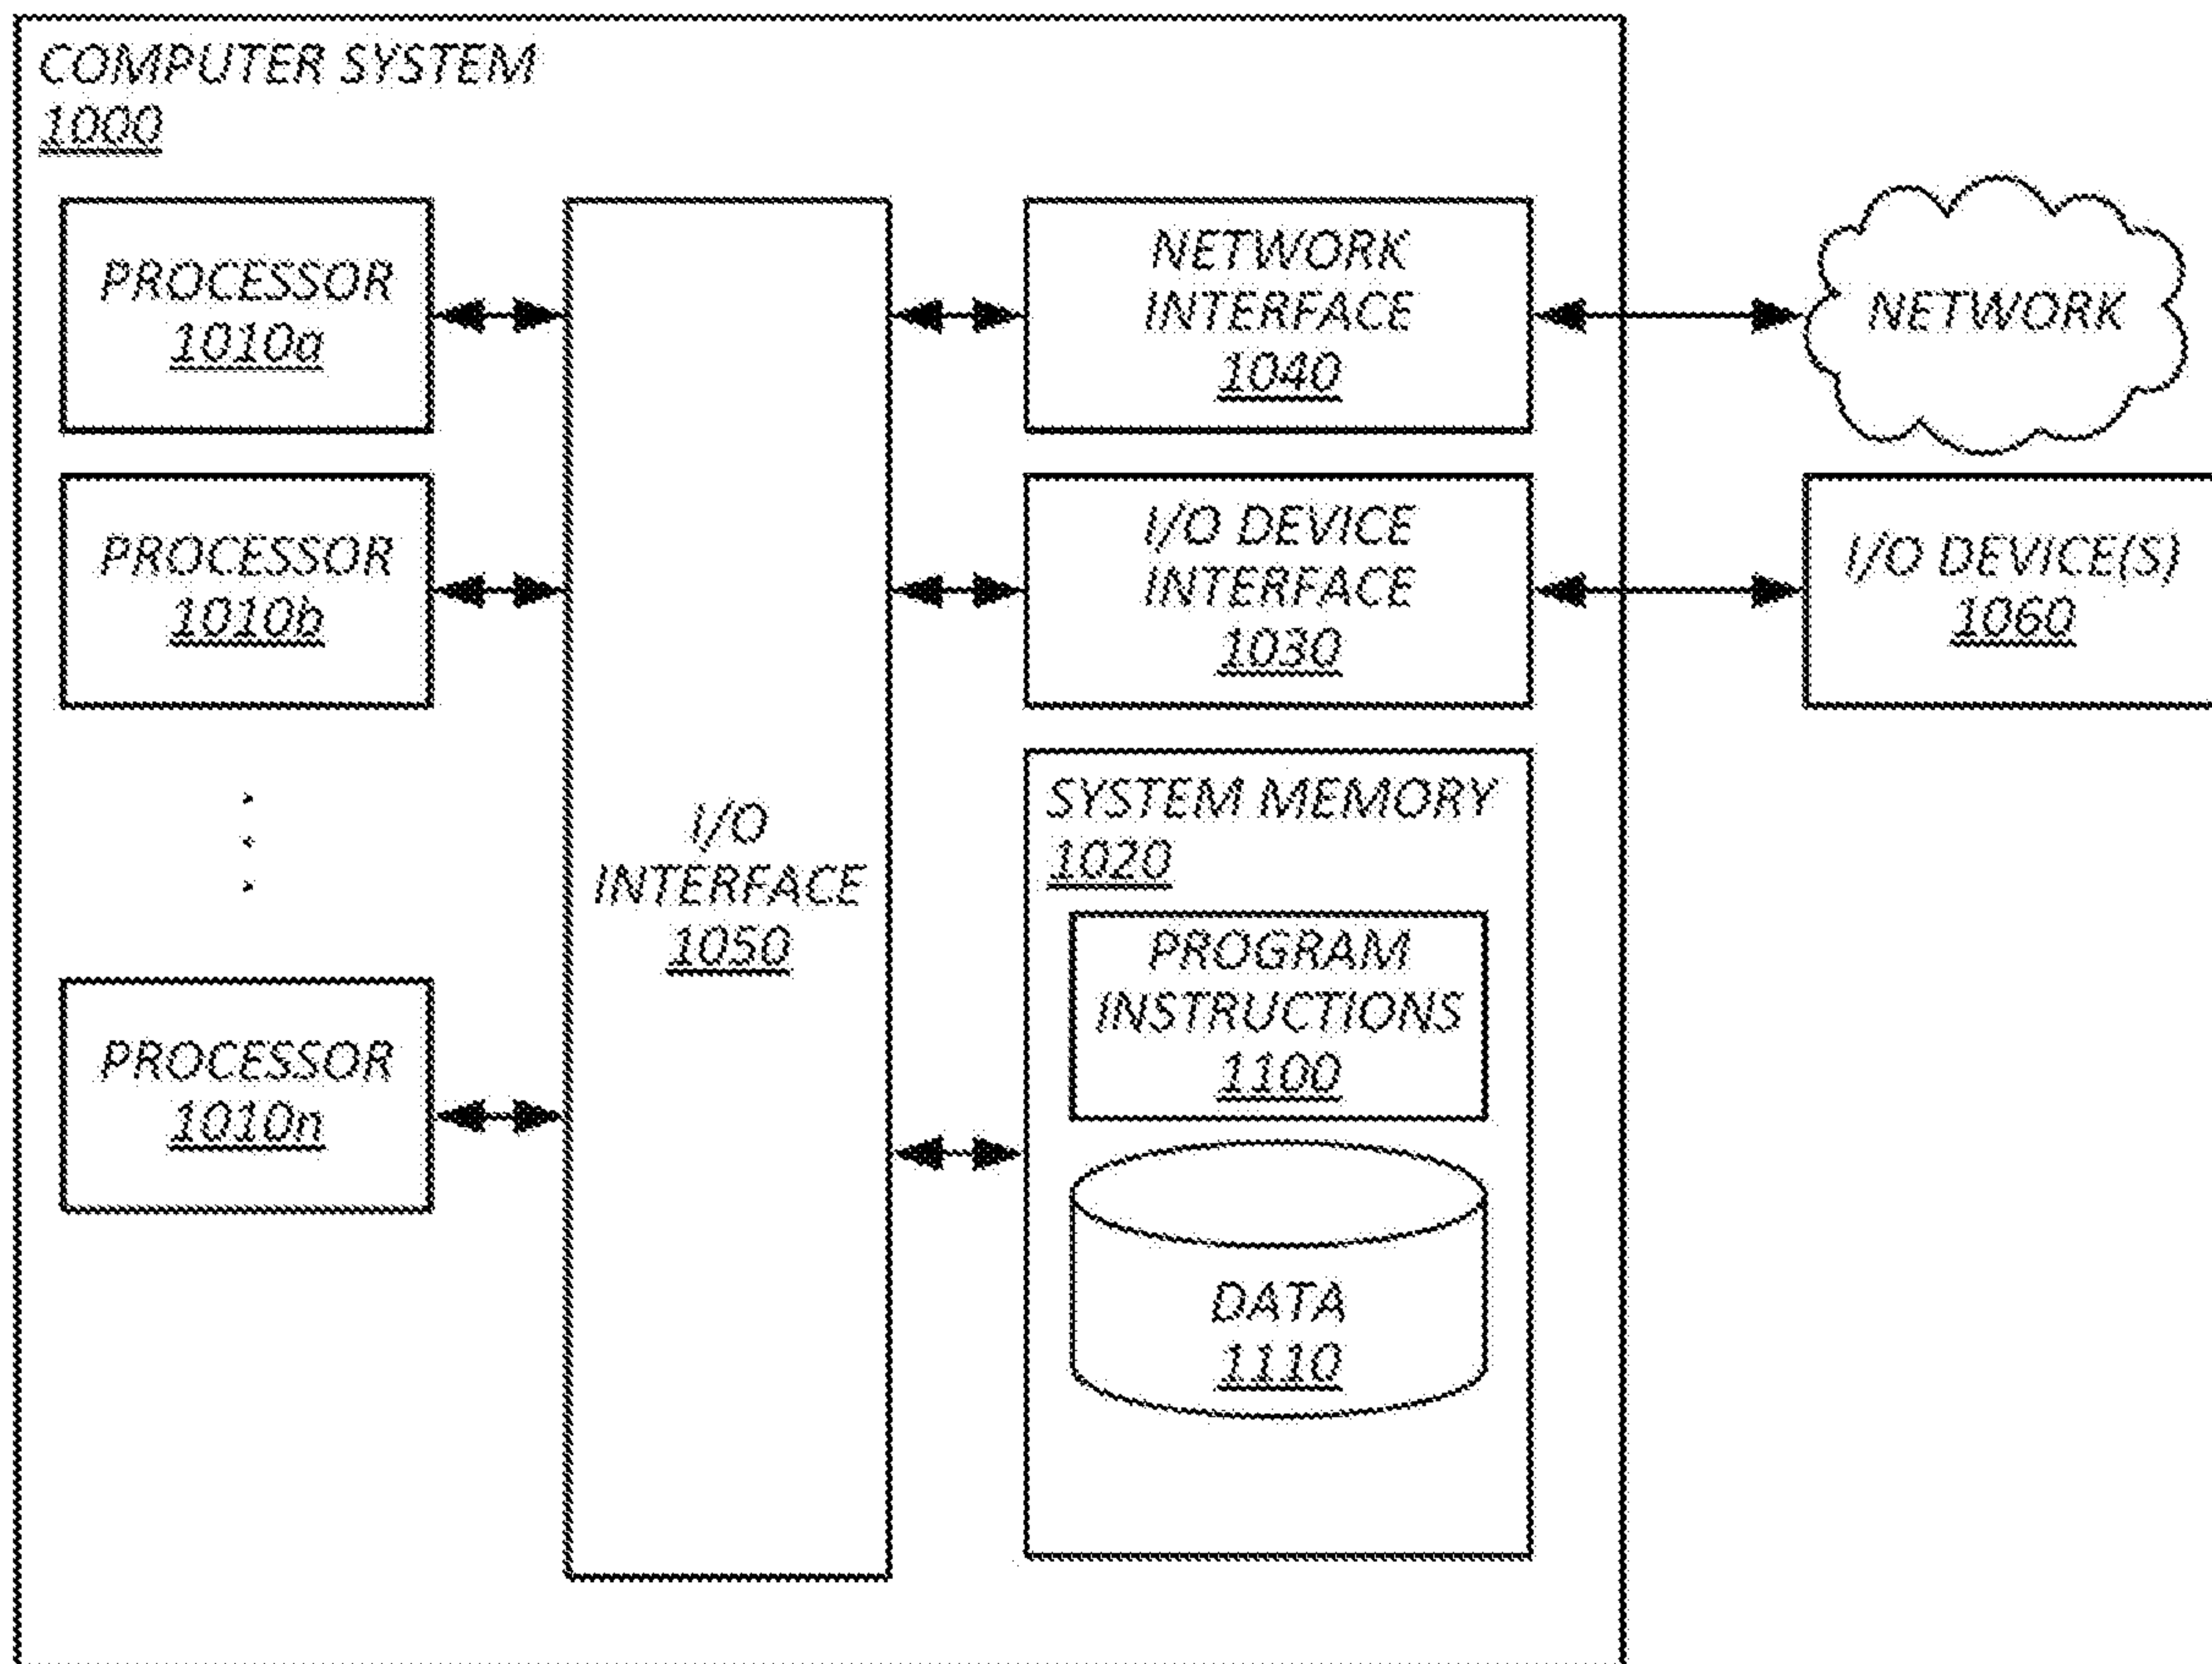 COMPUTER SYSTEM
1000
PROCESSOR
1010a
PROCESSOR
1010b
PROCESSOR
1010n
I/O
INTERFACE
1050
NETWORK
INTERFACE
1040
I/O DEVICE
INTERFACE
1030
SYSTEM MEMORY
1020
PROGRAM
INSTRUCTIONS
1100
DATA
1110
NETWORK
I/O DEVICE(S)
1060